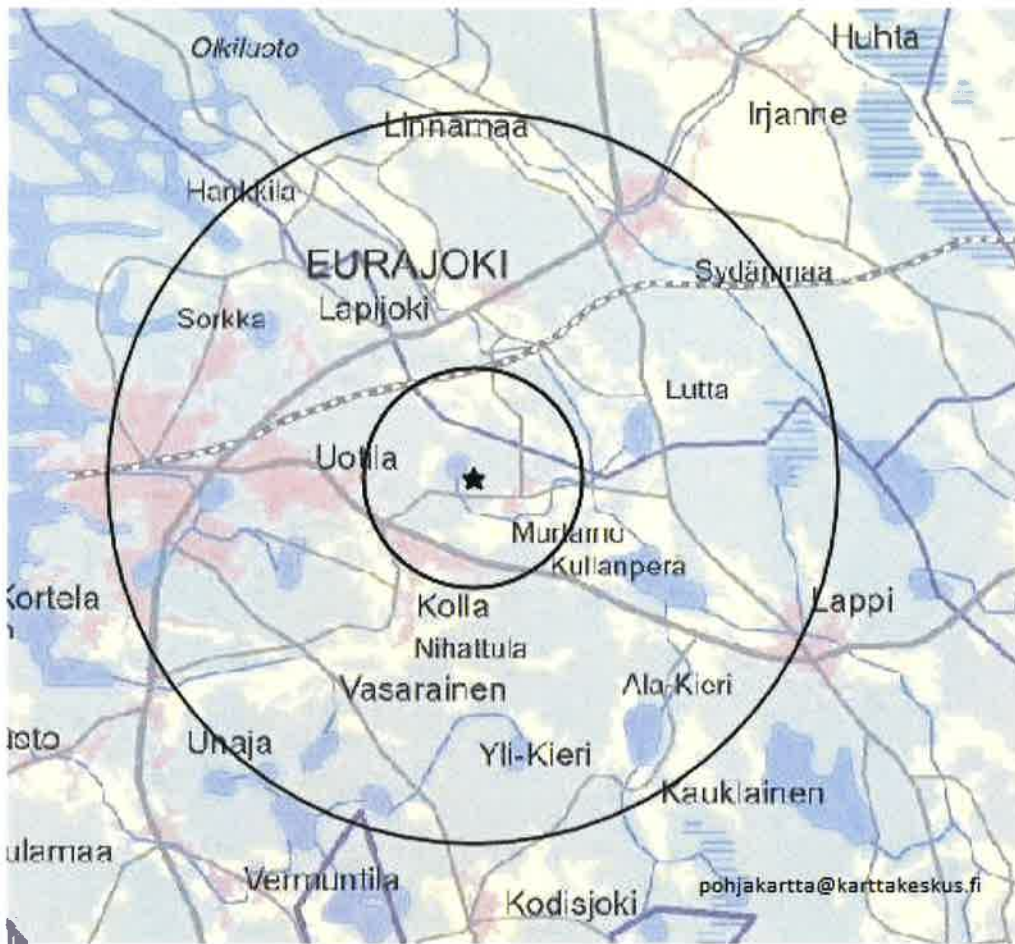 Olkiluoto
Huhta
Irjanne
Linnamaa
Hankkila
EURAJOKI
Sydänmaa
Lapijoki
Sorkka
Lutta
Uotila
Murtamo
Kullanperä
Kortela
Kolla
Lappi
Nihattula
Vasarainen
Ala-Kieri
Unaja
Yli-Kieri
Kauklainen
ulamaa
Vermuntila
pohjakartta@karttakeskus.fi
Kodisjoki